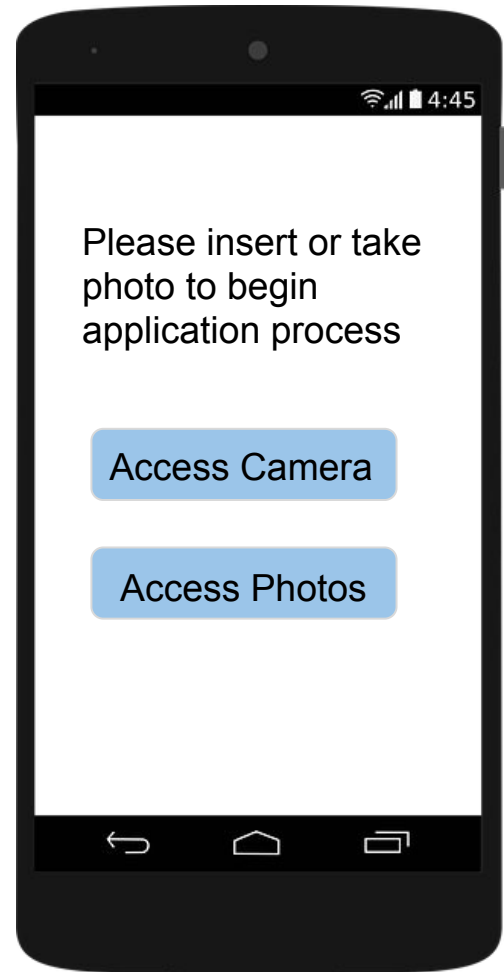 4:45
Please insert or take
photo to begin
application process
Access Camera
Access Photos